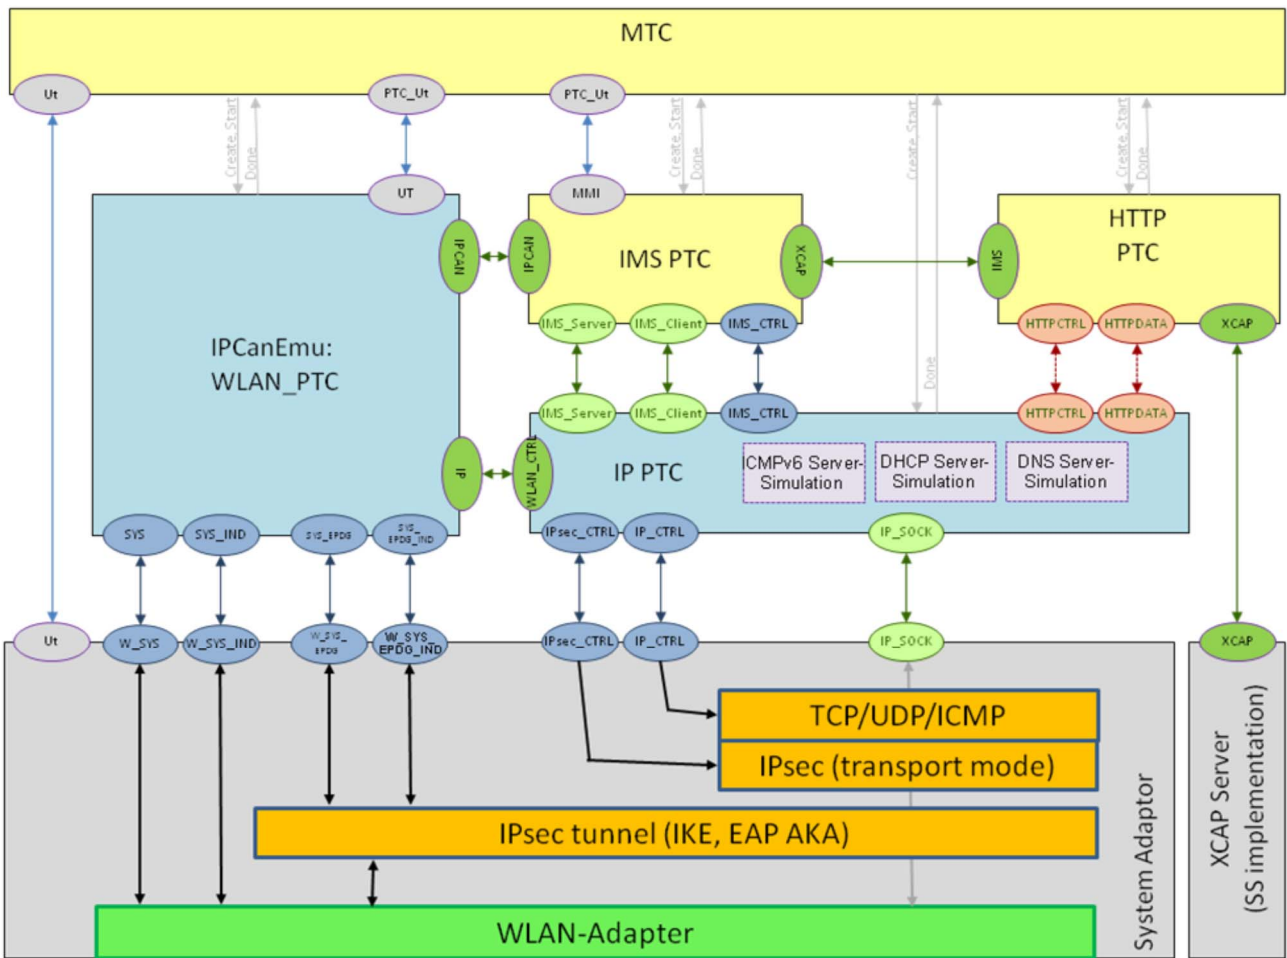 MTC
Ut
PTC_Ut
PTC_Ut
Create, Start
Done
Create, Start
Done
Create, Start
Done
Create, Start
Done
UT
MMI
IPCAN
IPCAN
IMS PTC
XCAP
SMI
HTTP
PTC
IPCanEmu:
WLAN_PTC
IMS_Server
IMS_Client
IMS_CTRL
HTTPCTRL
HTTPDATA
XCAP
IMS_Server
IMS_Client
IMS_CTRL
HTTPCTRL
HTTPDATA
IP
WLAN_CTRL
IP PTC
ICMPv6 Server-
Simulation
DHCP Server-
Simulation
DNS Server-
Simulation
SYS
SYS_IND
SYS_EPDG
SYS_
EPDG_IND
IPsec_CTRL
IP_CTRL
IP_SOCK
Ut
W_SYS
W_SYS_IND
W_SYS_
EPDG
W_SYS_
EPDG_IND
IPsec_CTRL
IP_CTRL
IP_SOCK
XCAP
TCP/UDP/ICMP
IPsec (transport mode)
IPsec tunnel (IKE, EAP AKA)
WLAN-Adapter
System Adaptor
XCAP Server
(SS implementation)